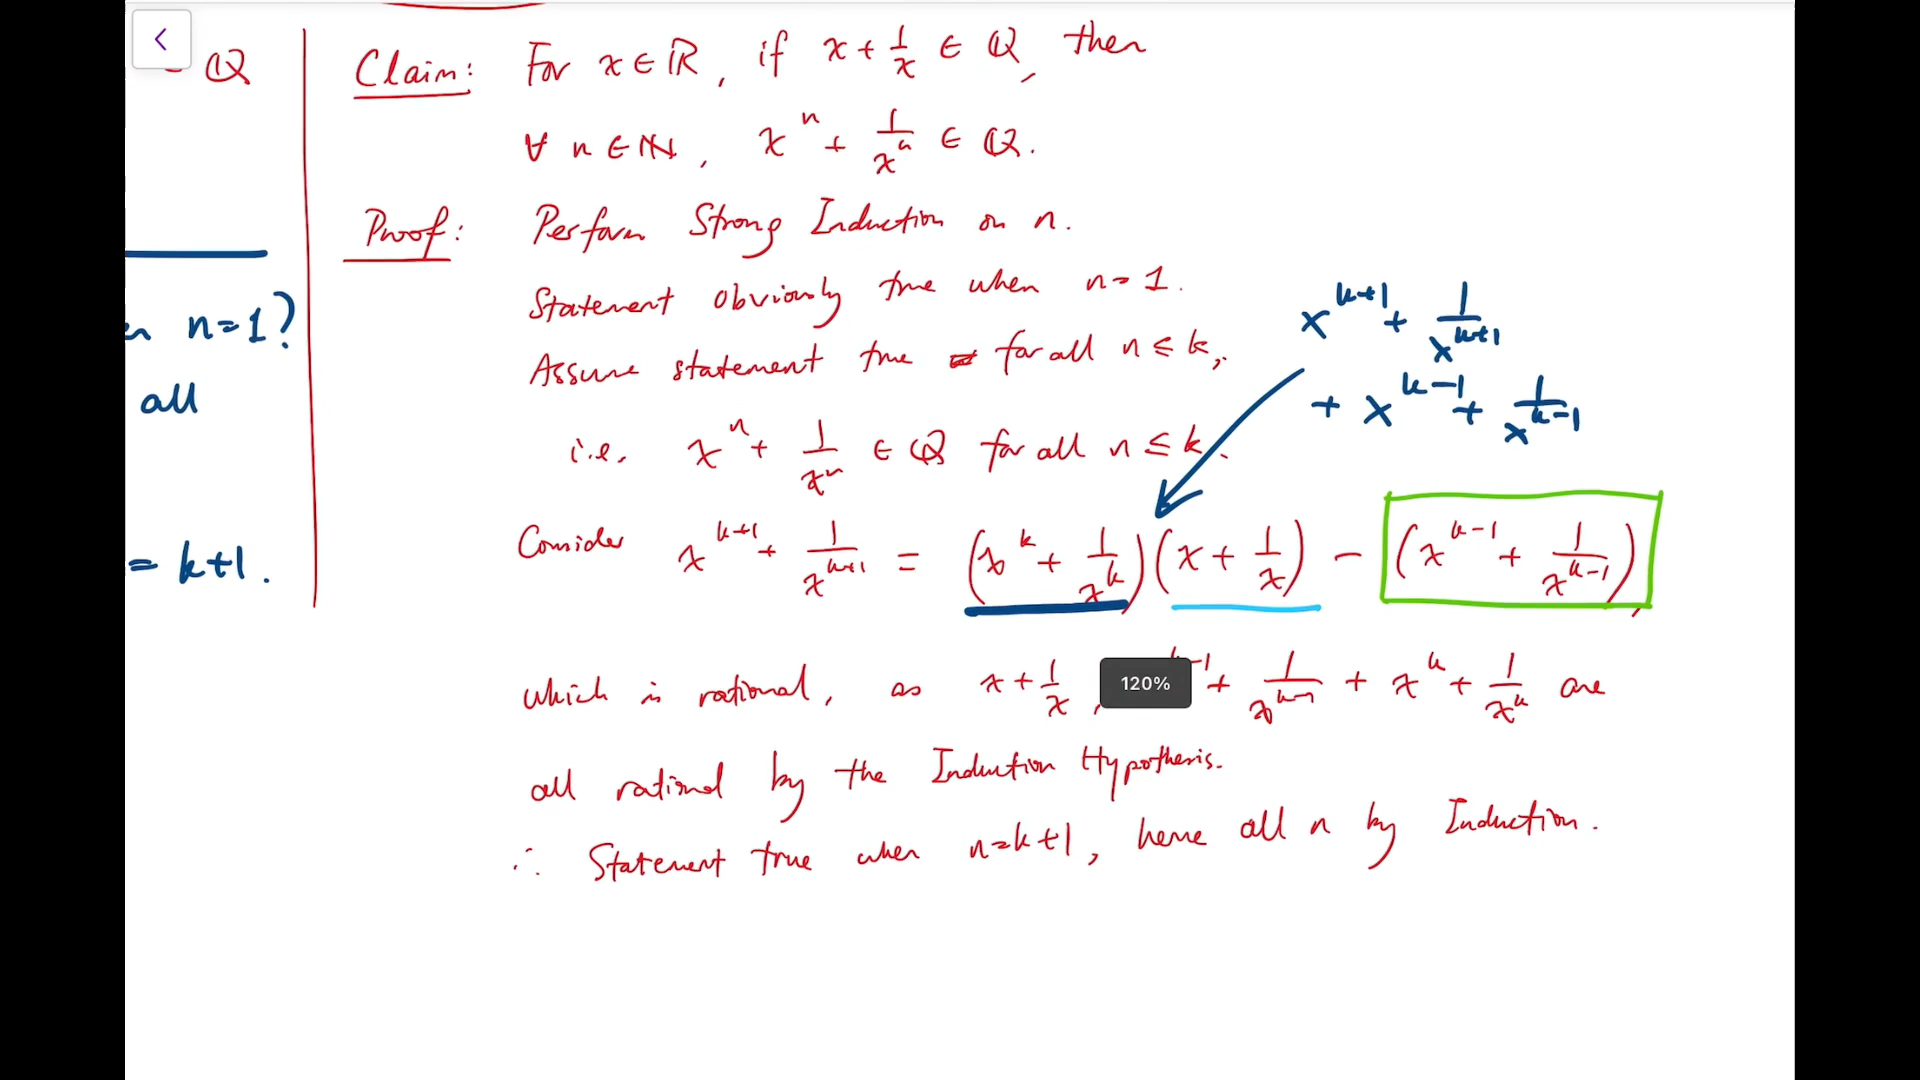 Q
n=1?
all
= k+1.
Claim: For x ∈ ℝ, if x + 1/x ∈ ℚ, then
∀ n ∈ ℕ, x^n + 1/x^n ∈ ℚ.
Proof: Perform Strong Induction on n.
Statement obviously true when n=1.
Assume statement true for all n ≤ k,
i.e. x^n + 1/x^n ∈ ℚ for all n ≤ k.
x^{k+1} + 1/x^{k+1}
+ x^{k-1} + 1/x^{k-1}
Consider x^{k+1} + 1/x^{k+1} = (x^k + 1/x^k)(x + 1/x) − (x^{k-1} + 1/x^{k-1}),
which is rational, as x + 1/x, 120% + 1/x^{k-1} + x^k + 1/x^k are
all rational by the Induction Hypothesis.
∴ Statement true when n=k+1, hence all n by Induction.